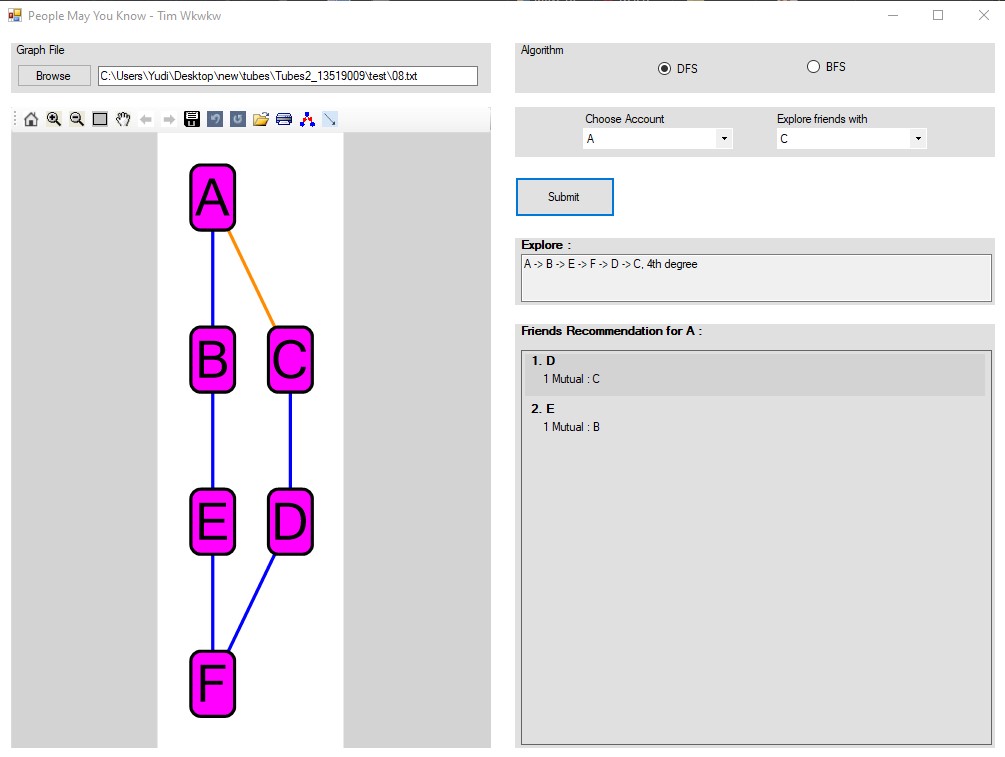 People May You Know - Tim Wkwkw
Graph File
Browse
C:\Users\Yudi\Desktop\new\tubes\Tubes2_13519009\test\08.txt
Algorithm
DFS
BFS
Choose Account
Explore friends with
A
C
Submit
Explore :
A -> B -> E -> F -> D -> C, 4th degree
Friends Recommendation for A :
1. D
1 Mutual : C
2. E
1 Mutual : B
A
B
C
E
D
F